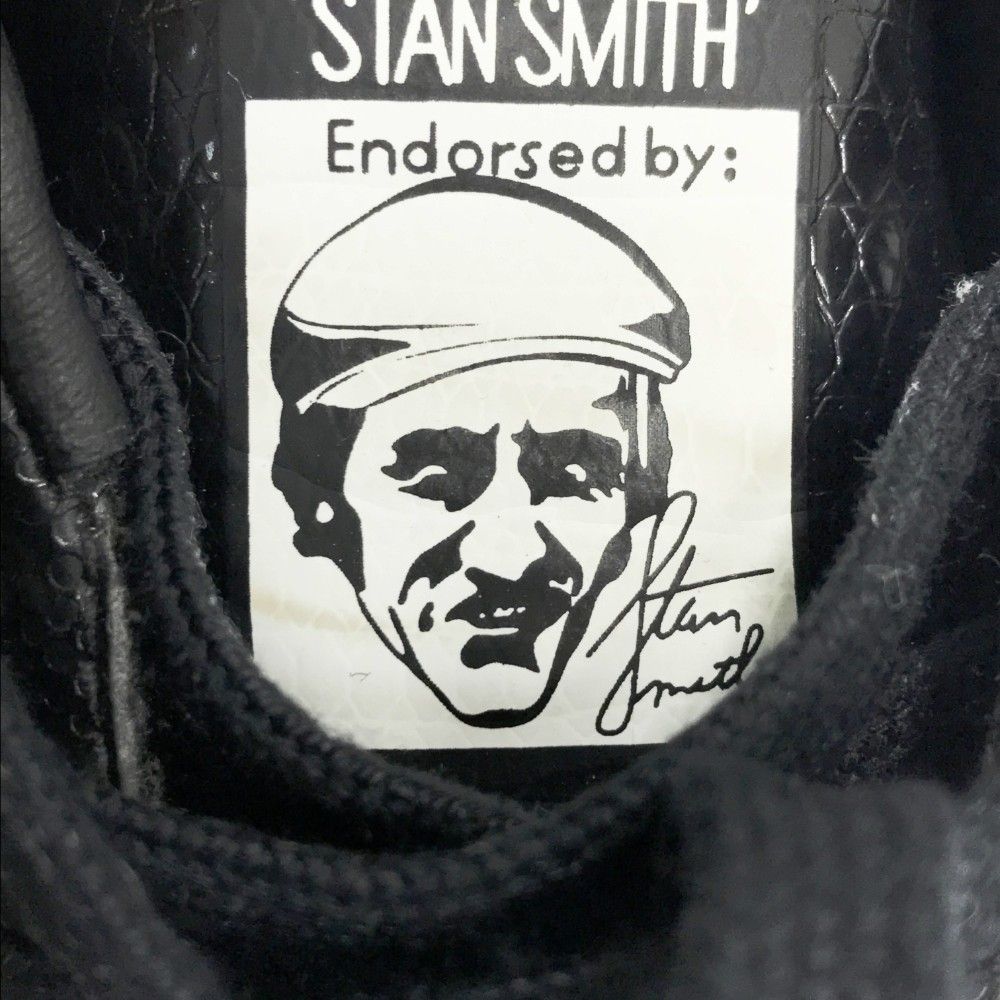 'STAN SMITH'
Endorsed by:
Stan
Smith